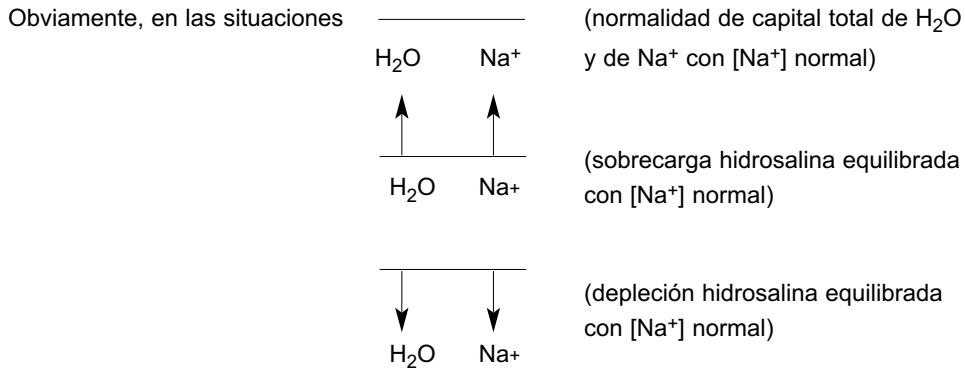 Obviamente, en las situaciones (normalidad de capital total de H₂O
H₂O Na⁺ y de Na⁺ con [Na⁺] normal)
(sobrecarga hidrosalina equilibrada
H₂O Na+ con [Na⁺] normal)
(depleción hidrosalina equilibrada
con [Na⁺] normal)
H₂O Na+